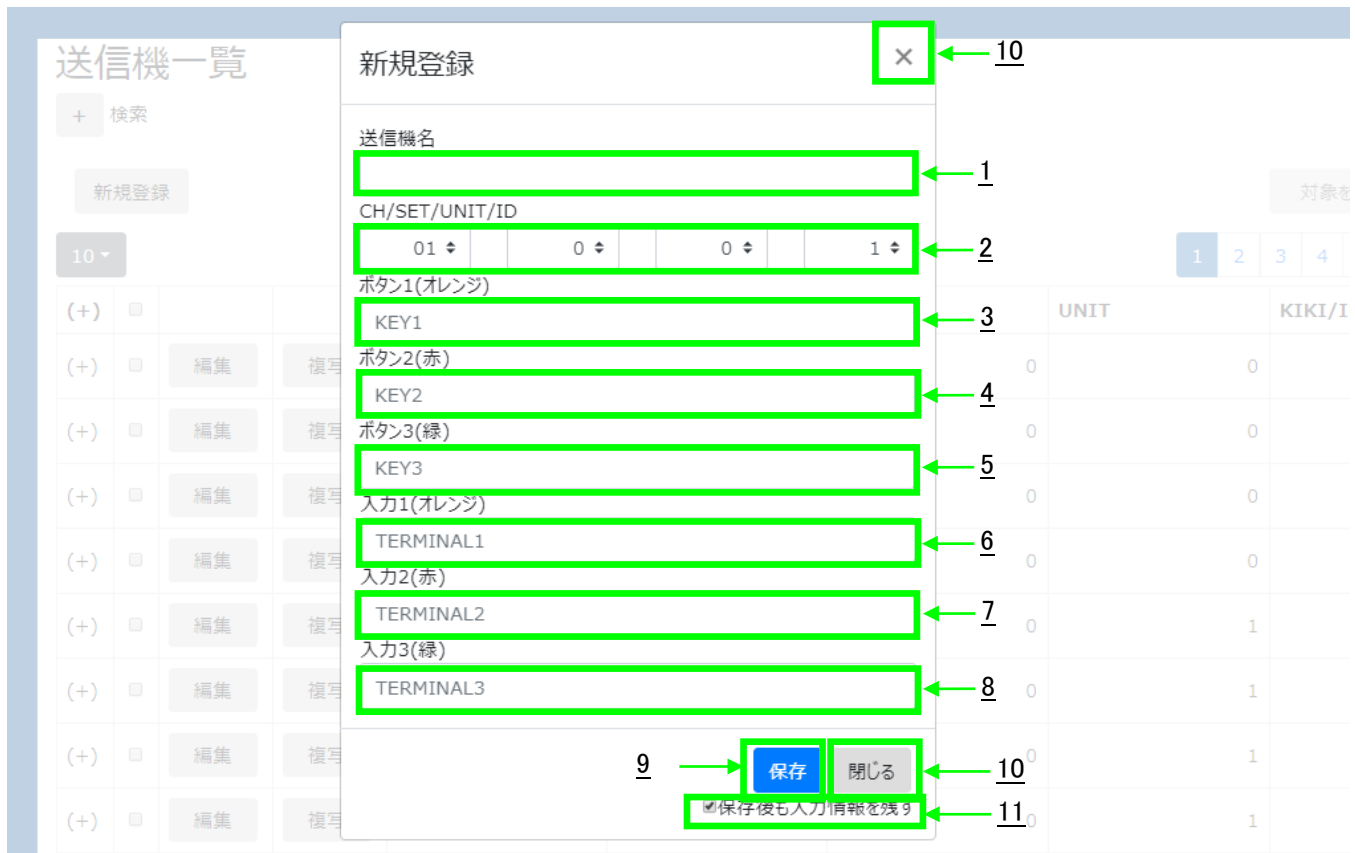 送信機一覧
+ 検索
新規登録
対象を
10
1 2 3 4
(+) UNIT KIKI/I
(+) 編集 複写 0 0
(+) 編集 複写 0 0
(+) 編集 複写 0 0
(+) 編集 複写 0 0
(+) 編集 複写 0 1
(+) 編集 複写 0 1
(+) 編集 複写 0 1
(+) 編集 複写 0 1
新規登録 × 10
送信機名
1
CH/SET/UNIT/ID
01 0 0 1 2
ボタン1(オレンジ)
KEY1 3
ボタン2(赤)
KEY2 4
ボタン3(緑)
KEY3 5
入力1(オレンジ)
TERMINAL1 6
入力2(赤)
TERMINAL2 7
入力3(緑)
TERMINAL3 8
9 保存 閉じる 10
保存後も入力情報を残す 11